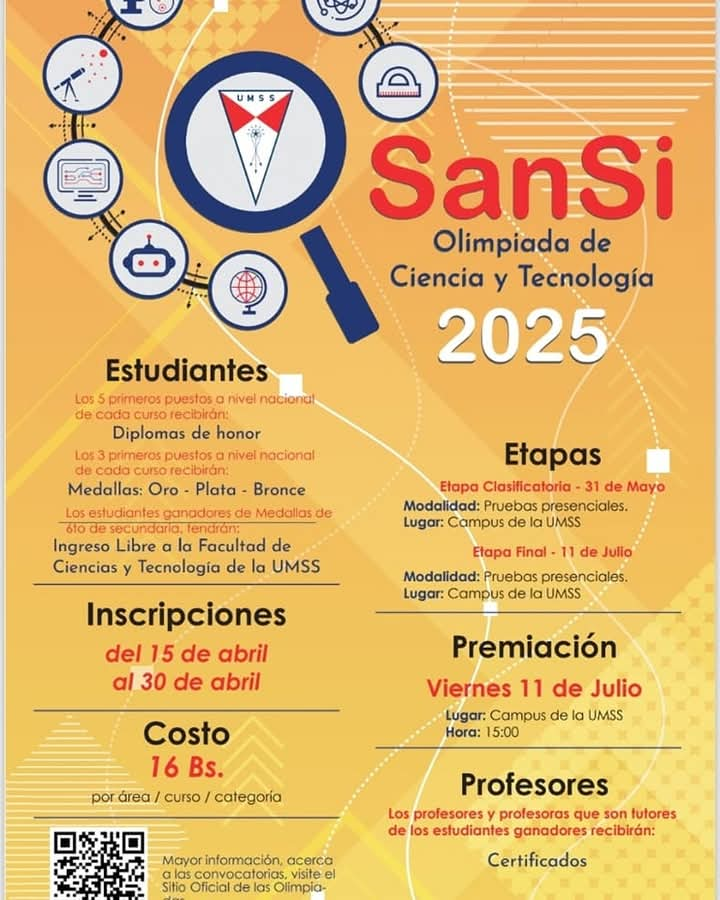 UMSS
SanSi
Olimpiada de
Ciencia y Tecnología
2025
Estudiantes
Los 5 primeros puestos a nivel nacional
de cada curso recibirán:
Diplomas de honor
Los 3 primeros puestos a nivel nacional
de cada curso recibirán:
Medallas: Oro - Plata - Bronce
Los estudiantes ganadores de Medallas de
6to de secundaria, tendrán:
Ingreso Libre a la Facultad de
Ciencias y Tecnología de la UMSS
Inscripciones
del 15 de abril
al 30 de abril
Costo
16 Bs.
por área / curso / categoría
Mayor información, acerca
a las convocatorias, visite el
Sitio Oficial de las Olimpia-
Etapas
Etapa Clasificatoria - 31 de Mayo
Modalidad: Pruebas presenciales.
Lugar: Campus de la UMSS
Etapa Final - 11 de Julio
Modalidad: Pruebas presenciales.
Lugar: Campus de la UMSS
Premiación
Viernes 11 de Julio
Lugar: Campus de la UMSS
Hora: 15:00
Profesores
Los profesores y profesoras que son tutores
de los estudiantes ganadores recibirán:
Certificados